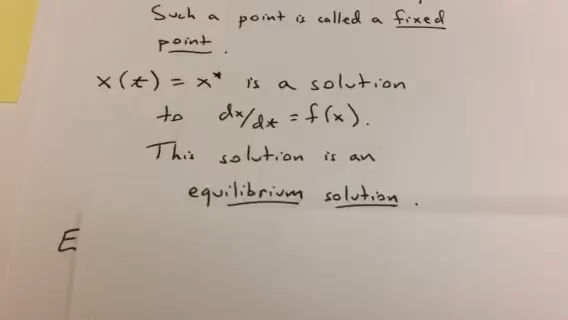 Such a point is called a fixed
point.
x(t) = x* is a solution
to dx/dt = f(x).
This solution is an
equilibrium solution.
E